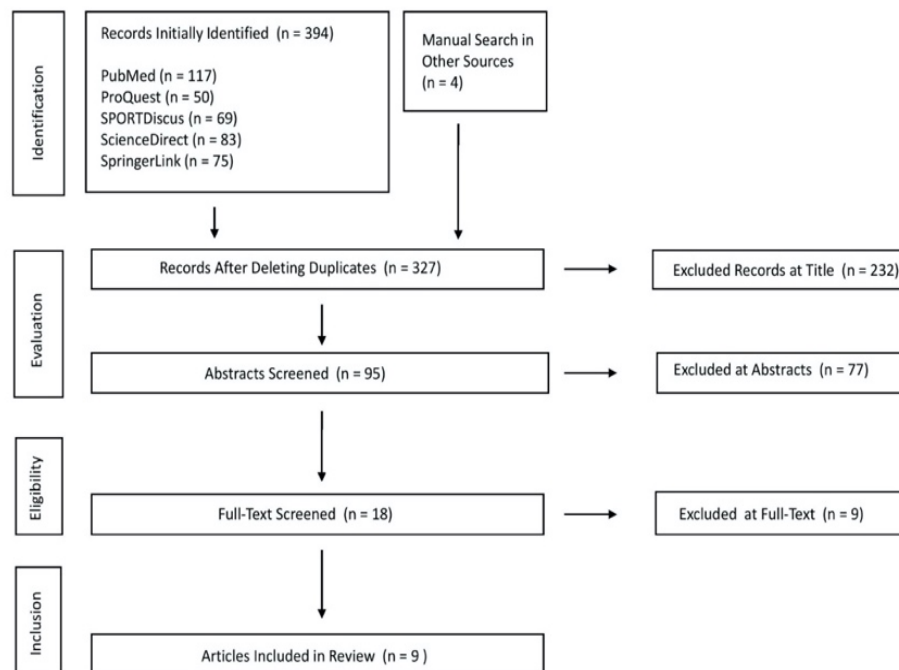 Identification
Records Initially Identified (n = 394)
PubMed (n = 117)
ProQuest (n = 50)
SPORTDiscus (n = 69)
ScienceDirect (n = 83)
SpringerLink (n = 75)
Manual Search in
Other Sources
(n = 4)
Evaluation
Records After Deleting Duplicates (n = 327)
Excluded Records at Title (n = 232)
Abstracts Screened (n = 95)
Excluded at Abstracts (n = 77)
Eligibility
Full-Text Screened (n = 18)
Excluded at Full-Text (n = 9)
Inclusion
Articles Included in Review (n = 9 )